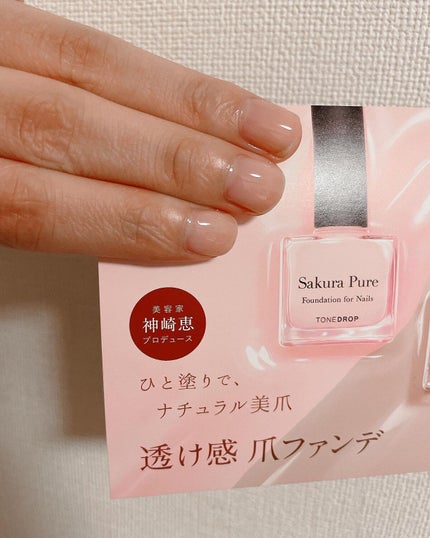 Sakura Pure
Foundation for Nails
TONEDROP
美容家
神崎恵
プロデュース
ひと塗りで、
ナチュラル美爪
透け感 爪ファンデ